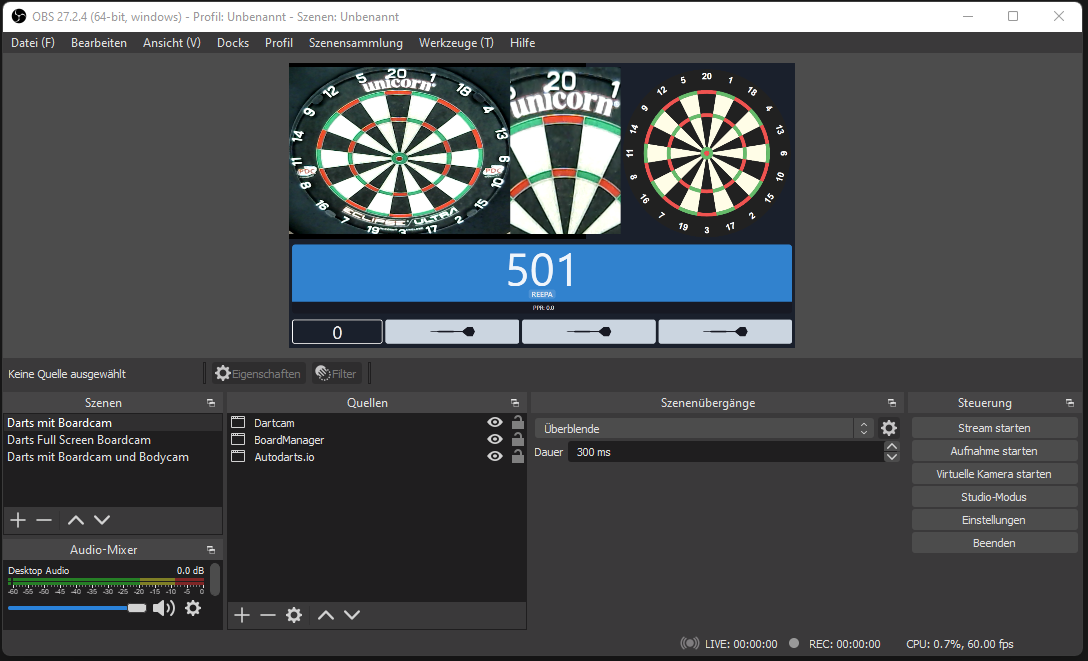 OBS 27.2.4 (64-bit, windows) - Profil: Unbenannt - Szenen: Unbenannt
Datei (F) Bearbeiten Ansicht (V) Docks Profil Szenensammlung Werkzeuge (T) Hilfe
20 1 18 4 13 6 10 15 2 17 3 19 7 16 8 11 14 9 12 5
unicorn
PDC PDC
ECLIPSE ULTRA
20 1
unicorn
20 1 18 4 13 6 10 15 2 17 3 19 7 16 8 11 14 9 12 5
501
REEPA
PPR: 0.0
0
Keine Quelle ausgewählt Eigenschaften Filter
Szenen Quellen Szenenübergänge Steuerung
Darts mit Boardcam
Darts Full Screen Boardcam
Darts mit Boardcam und Bodycam
Dartcam
BoardManager
Autodarts.io
Überblende
Dauer 300 ms
Stream starten
Aufnahme starten
Virtuelle Kamera starten
Studio-Modus
Einstellungen
Beenden
Audio-Mixer
Desktop Audio 0.0 dB
-60 -55 -50 -45 -40 -35 -30 -25 -20 -15 -10 -5 0
LIVE: 00:00:00 REC: 00:00:00 CPU: 0.7%, 60.00 fps